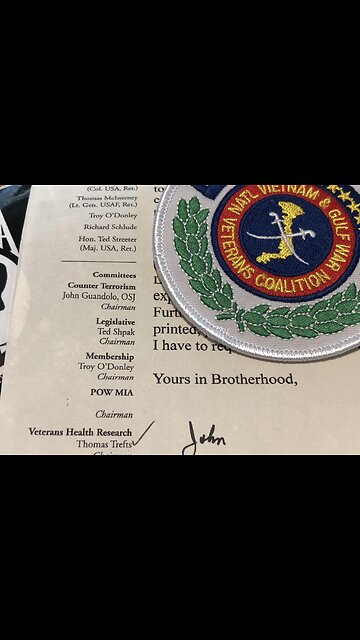 (Col. USA, Ret.)
Thomas McInerney
(Lt. Gen. USAF, Ret.)
Troy O'Donley
Richard Schlude
Hon. Ted Streeter
(Maj. USA, Ret.)
Committees
Counter Terrorism
John Guandolo, OSJ
Chairman
Legislative
Ted Shpak
Chairman
Membership
Troy O'Donley
Chairman
POW MIA
Chairman
Veterans Health Research
Thomas Trefts
Chairman
to
NAT'L VIETNAM & GULF WAR
VETERANS COALITION
printed,
I have to
Yours in Brotherhood,
John